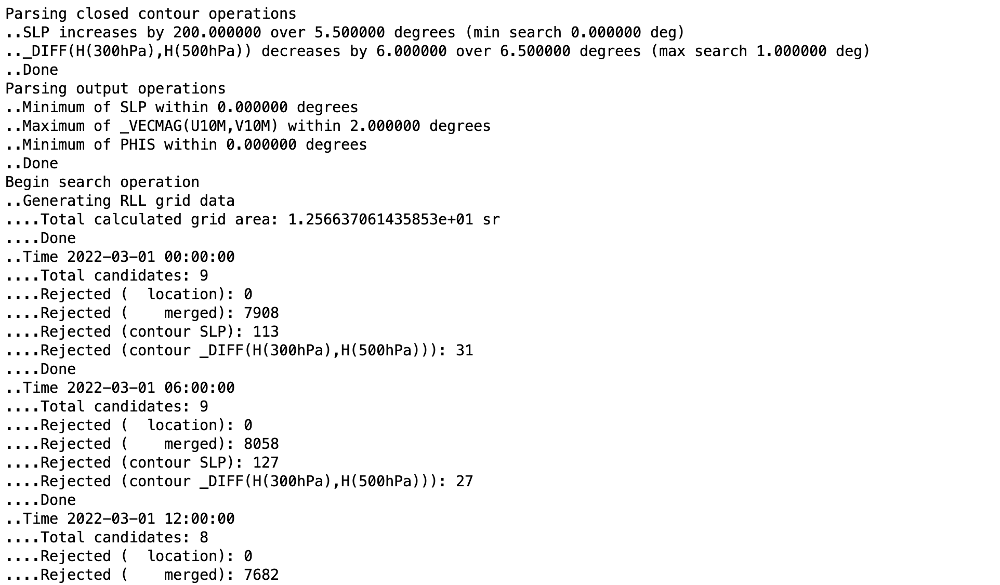 Parsing closed contour operations
..SLP increases by 200.000000 over 5.500000 degrees (min search 0.000000 deg)
.._DIFF(H(300hPa),H(500hPa)) decreases by 6.000000 over 6.500000 degrees (max search 1.000000 deg)
..Done
Parsing output operations
..Minimum of SLP within 0.000000 degrees
..Maximum of _VECMAG(U10M,V10M) within 2.000000 degrees
..Minimum of PHIS within 0.000000 degrees
..Done
Begin search operation
..Generating RLL grid data
....Total calculated grid area: 1.256637061435853e+01 sr
....Done
..Time 2022-03-01 00:00:00
....Total candidates: 9
....Rejected (  location): 0
....Rejected (    merged): 7908
....Rejected (contour SLP): 113
....Rejected (contour _DIFF(H(300hPa),H(500hPa))): 31
....Done
..Time 2022-03-01 06:00:00
....Total candidates: 9
....Rejected (  location): 0
....Rejected (    merged): 8058
....Rejected (contour SLP): 127
....Rejected (contour _DIFF(H(300hPa),H(500hPa))): 27
....Done
..Time 2022-03-01 12:00:00
....Total candidates: 8
....Rejected (  location): 0
....Rejected (    merged): 7682